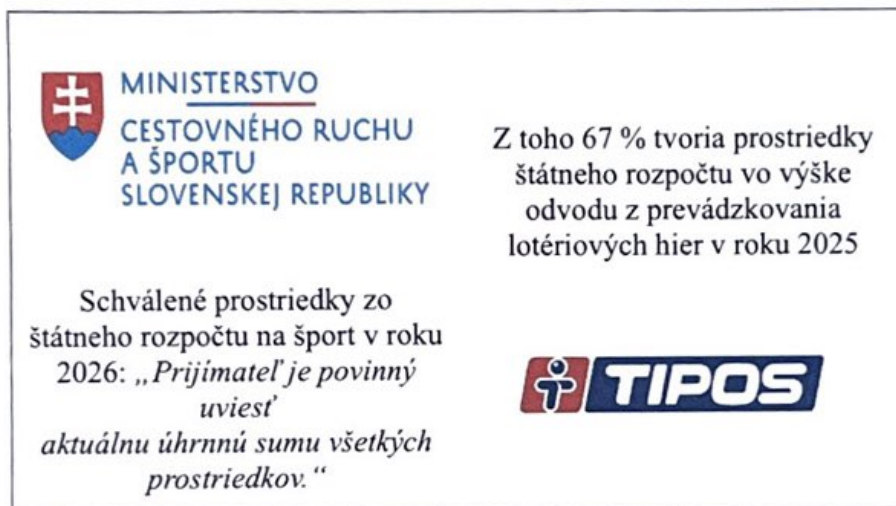 MINISTERSTVO
CESTOVNÉHO RUCHU
A ŠPORTU
SLOVENSKEJ REPUBLIKY
Schválené prostriedky zo
štátneho rozpočtu na šport v roku
2026: „Prijímateľ je povinný
uviesť
aktuálnu úhrnnú sumu všetkých
prostriedkov.“
Z toho 67 % tvoria prostriedky
štátneho rozpočtu vo výške
odvodu z prevádzkovania
lotériových hier v roku 2025
TIPOS